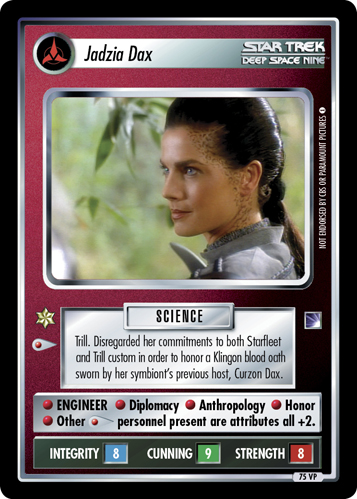 Jadzia Dax
STAR TREK
DEEP SPACE NINE
NOT ENDORSED BY CBS OR PARAMOUNT PICTURES
SCIENCE
Trill. Disregarded her commitments to both Starfleet
and Trill custom in order to honor a Klingon blood oath
sworn by her symbiont's previous host, Curzon Dax.
ENGINEER Diplomacy Anthropology Honor
Other personnel present are attributes all +2.
INTEGRITY 8 CUNNING 9 STRENGTH 8
75 VP